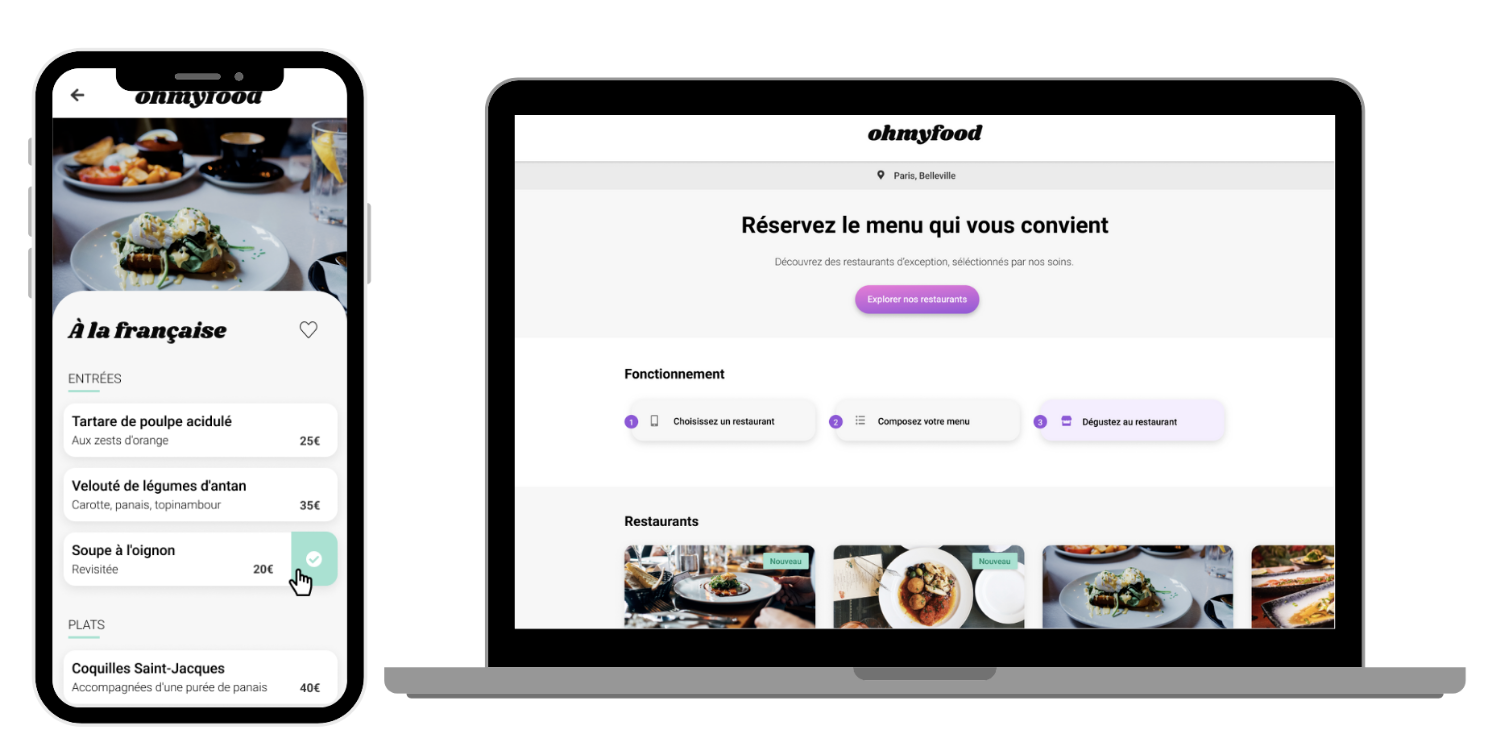 ohmyfood
À la française
ENTRÉES
Tartare de poulpe acidulé
Aux zests d'orange 25€
Velouté de légumes d'antan
Carotte, panais, topinambour 35€
Soupe à l'oignon
Revisitée 20€
PLATS
Coquilles Saint-Jacques
Accompagnées d'une purée de panais 40€
ohmyfood
Paris, Belleville
Réservez le menu qui vous convient
Découvrez des restaurants d'exception, séléctionnés par nos soins.
Explorer nos restaurants
Fonctionnement
1 Choisissez un restaurant
2 Composez votre menu
3 Dégustez au restaurant
Restaurants
Nouveau
Nouveau